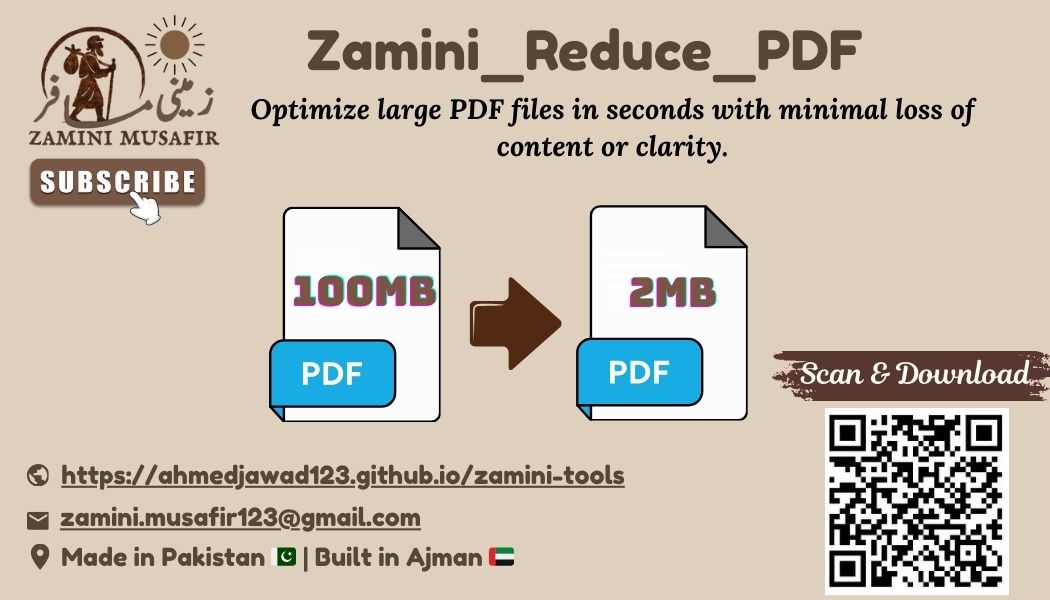 Zamini_Reduce_PDF
Optimize large PDF files in seconds with minimal loss of
content or clarity.
زمینی مسافر
ZAMINI MUSAFIR
SUBSCRIBE
100MB
PDF
2MB
PDF
Scan & Download
https://ahmedjawad123.github.io/zamini-tools
zamini.musafir123@gmail.com
Made in Pakistan 🇵🇰 | Built in Ajman 🇦🇪